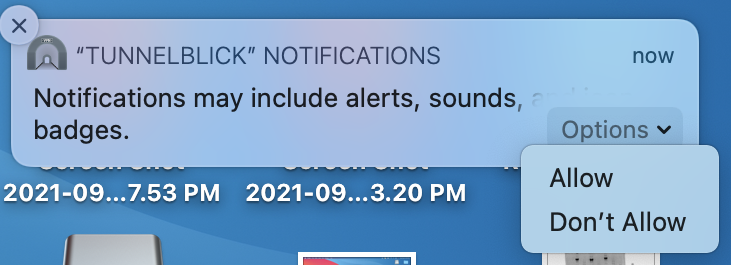 “TUNNELBLICK” NOTIFICATIONS
now
Notifications may include alerts, sounds,
badges.
Options
Allow
Don’t Allow
2021-09...7.53 PM
2021-09...3.20 PM